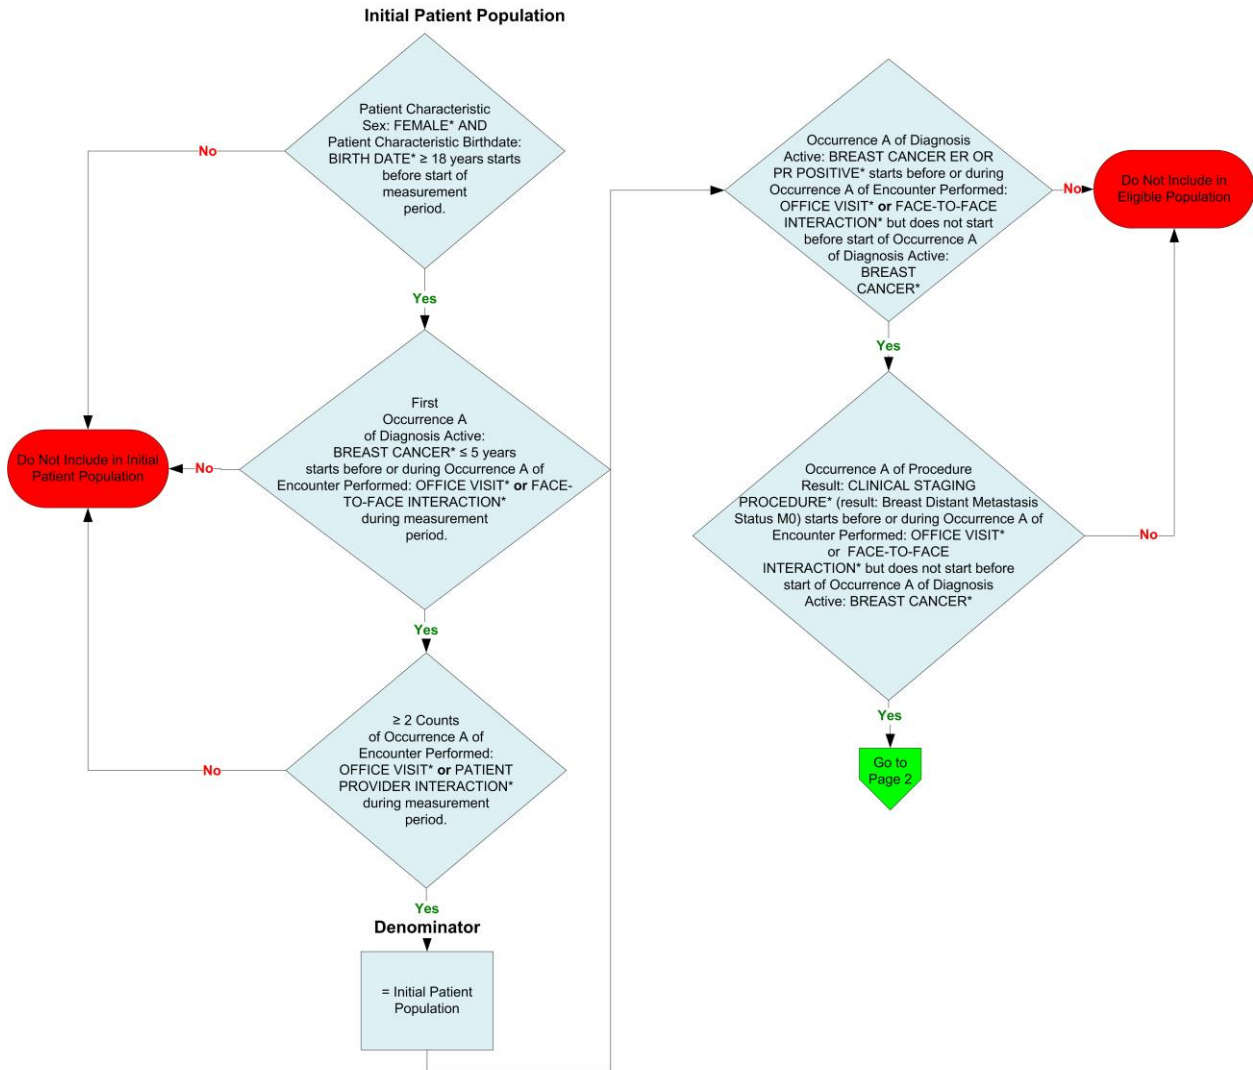 Initial Patient Population
Patient Characteristic
Sex: FEMALE* AND
Patient Characteristic Birthdate:
BIRTH DATE* ≥ 18 years starts
before start of
measurement
period.
No
Yes
First
Occurrence A
of Diagnosis Active:
BREAST CANCER* ≤ 5 years
starts before or during Occurrence A of
Encounter Performed: OFFICE VISIT* or FACE-
TO-FACE INTERACTION*
during measurement
period.
No
Do Not Include in Initial
Patient Population
Yes
≥ 2 Counts
of Occurrence A of
Encounter Performed:
OFFICE VISIT* or PATIENT
PROVIDER INTERACTION*
during measurement
period.
No
Yes
Denominator
= Initial Patient
Population
Occurrence A of Diagnosis
Active: BREAST CANCER ER OR
PR POSITIVE* starts before or during
Occurrence A of Encounter Performed:
OFFICE VISIT* or FACE-TO-FACE
INTERACTION* but does not start
before start of Occurrence A
of Diagnosis Active:
BREAST
CANCER*
No
Do Not Include in
Eligible Population
Yes
Occurrence A of Procedure
Result: CLINICAL STAGING
PROCEDURE* (result: Breast Distant Metastasis
Status M0) starts before or during Occurrence A of
Encounter Performed: OFFICE VISIT*
or FACE-TO-FACE
INTERACTION* but does not start before
start of Occurrence A of Diagnosis
Active: BREAST CANCER*
No
Yes
Go to
Page 2